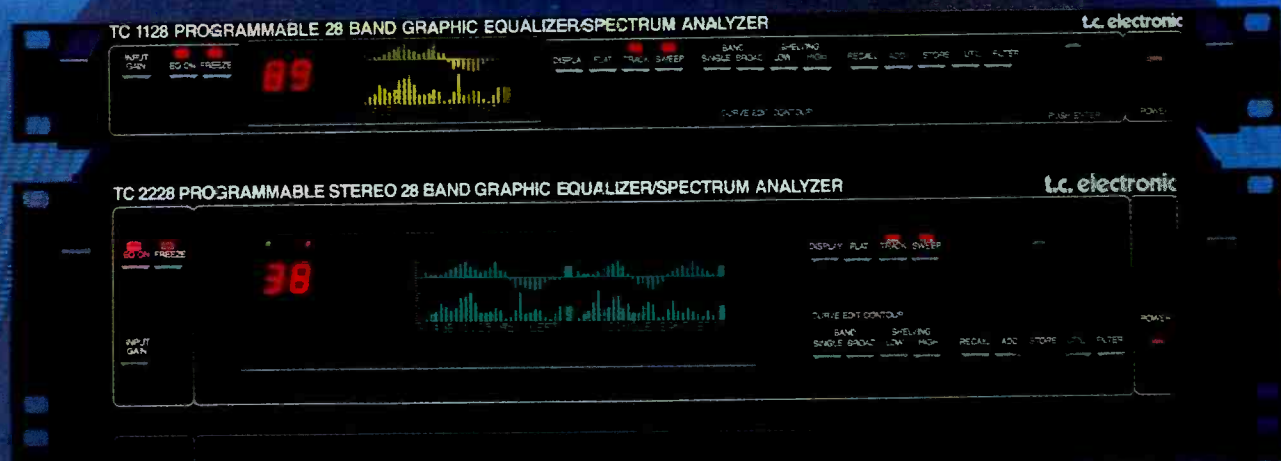 TC 1128 PROGRAMMABLE 28 BAND GRAPHIC EQUALIZER/SPECTRUM ANALYZER
t.c. electronic
INPUT GAIN
EQ ON FREEZE
89
DISPLA FLAT TRACK SWEEP
BAND
SINGLE BROAD
SHELVING
LOW HIGH
RECALL ADD STORE UTIL FILTER
CURVE EDIT CONTOUR
PUSH ENTER
POWER
TC 2228 PROGRAMMABLE STEREO 28 BAND GRAPHIC EQUALIZER/SPECTRUM ANALYZER
t.c. electronic
EQ ON FREEZE
38
DISPLAY FLAT TRACK SWEEP
CURVE EDIT CONTOUR
INPUT GAIN
BAND
SINGLE BROAD
SHELVING
LOW HIGH
RECALL ADD STORE UTIL FILTER
POWER